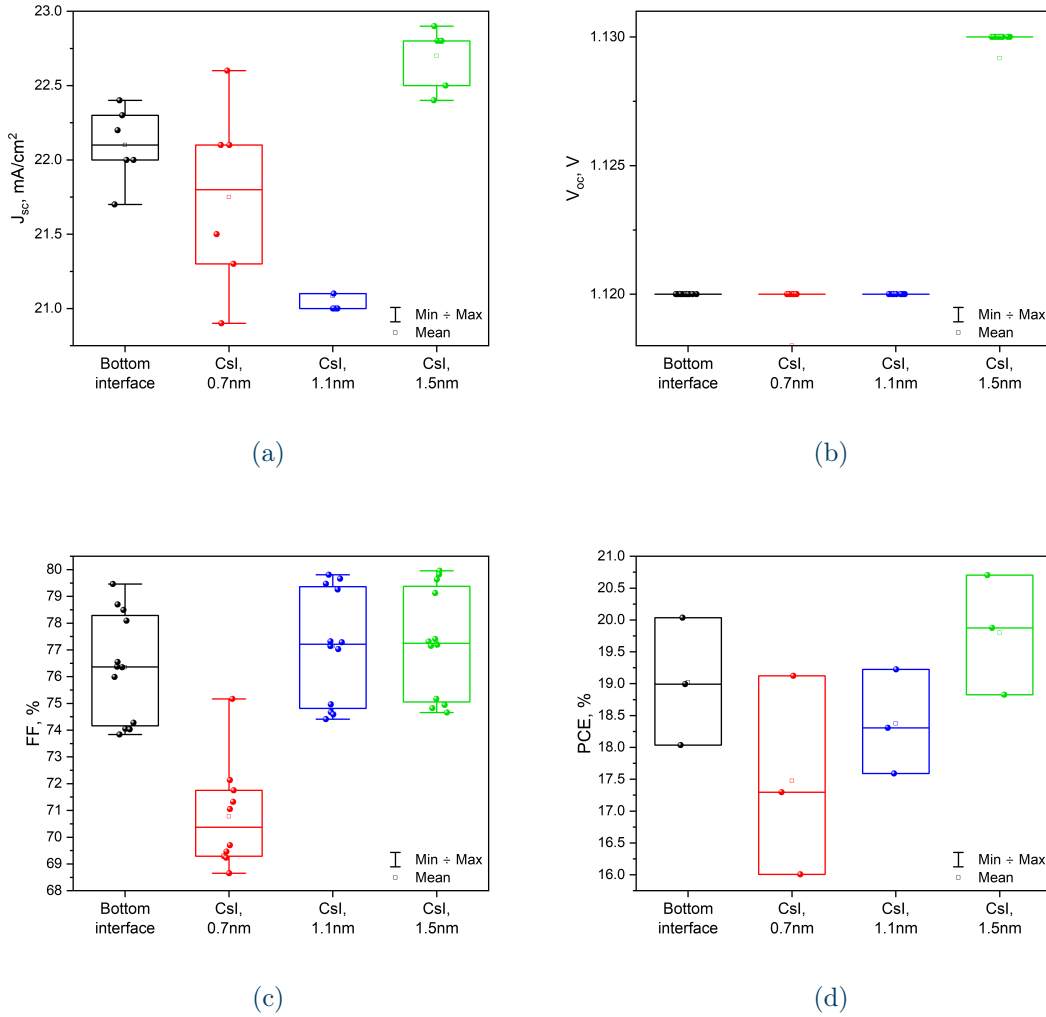 23.0
22.5
22.0
21.5
21.0
J_sc, mA/cm²
Min ÷ Max
Mean
Bottom interface
CsI, 0.7nm
CsI, 1.1nm
CsI, 1.5nm
(a)
1.130
1.125
1.120
V_oc, V
Min ÷ Max
Mean
Bottom interface
CsI, 0.7nm
CsI, 1.1nm
CsI, 1.5nm
(b)
80
79
78
77
76
75
74
72
71
70
69
68
FF, %
Min ÷ Max
Mean
Bottom interface
CsI, 0.7nm
CsI, 1.1nm
CsI, 1.5nm
(c)
21.0
20.5
20.0
19.5
19.0
18.5
18.0
17.5
17.0
16.5
16.0
PCE, %
Min ÷ Max
Mean
Bottom interface
CsI, 0.7nm
CsI, 1.1nm
CsI, 1.5nm
(d)